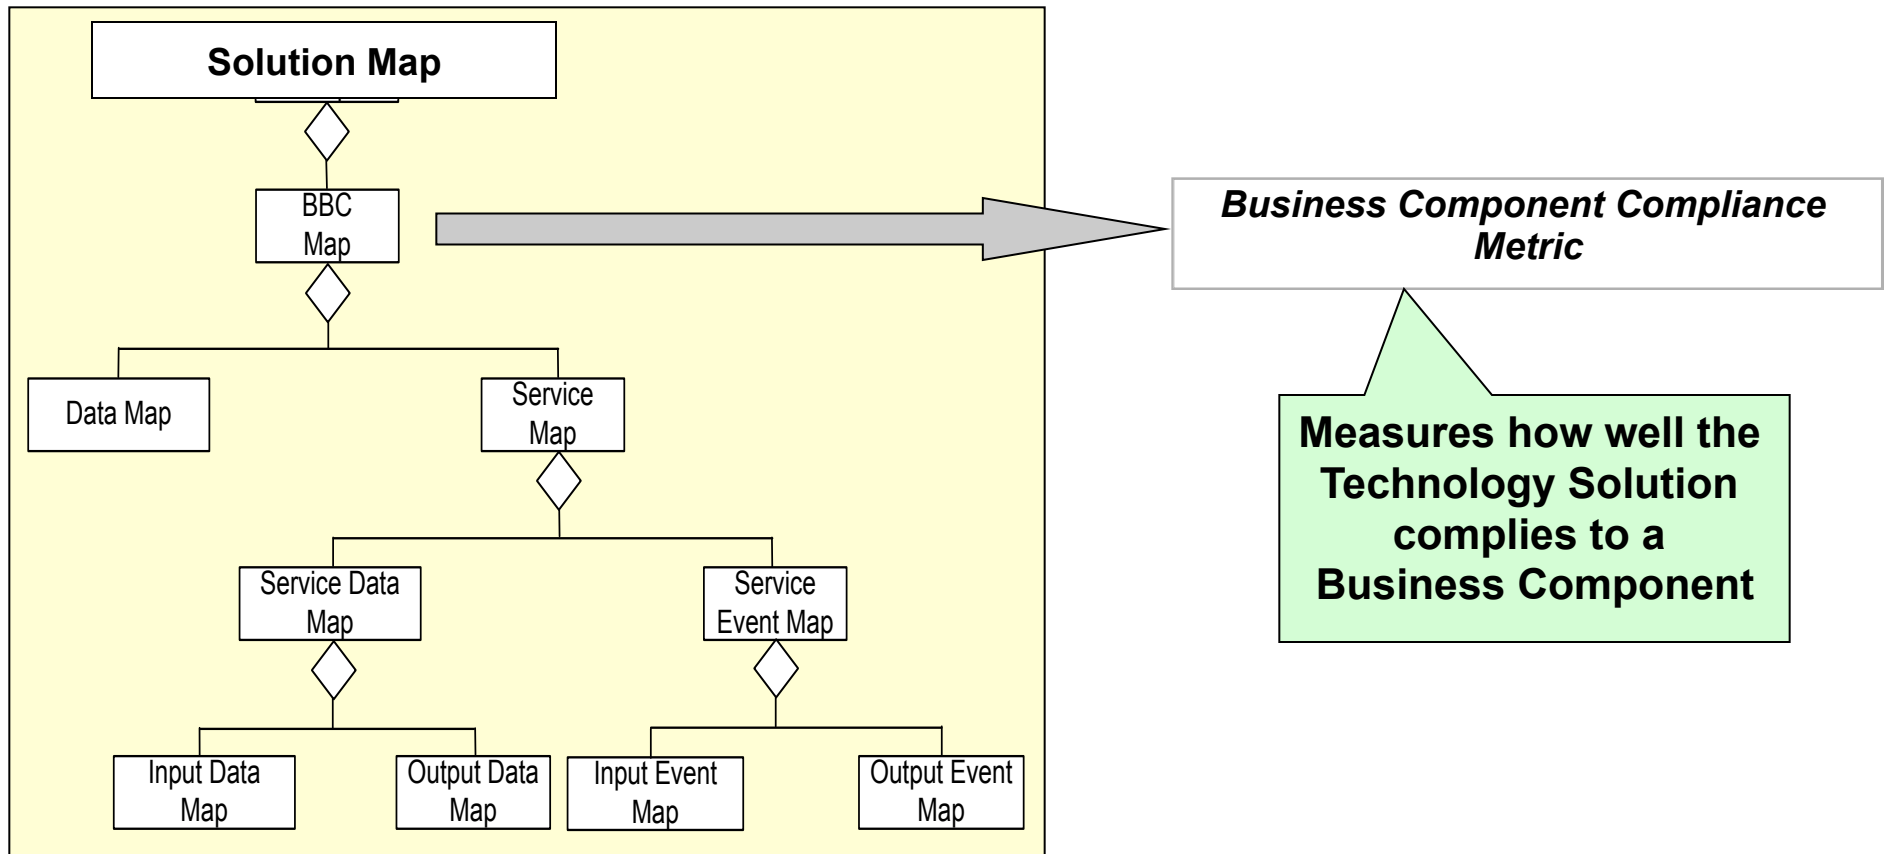 Solution Map
BBC
Map
Business Component Compliance
Metric
Data Map
Service
Map
Measures how well the
Technology Solution
complies to a
Business Component
Service Data
Map
Service
Event Map
Input Data
Map
Output Data
Map
Input Event
Map
Output Event
Map